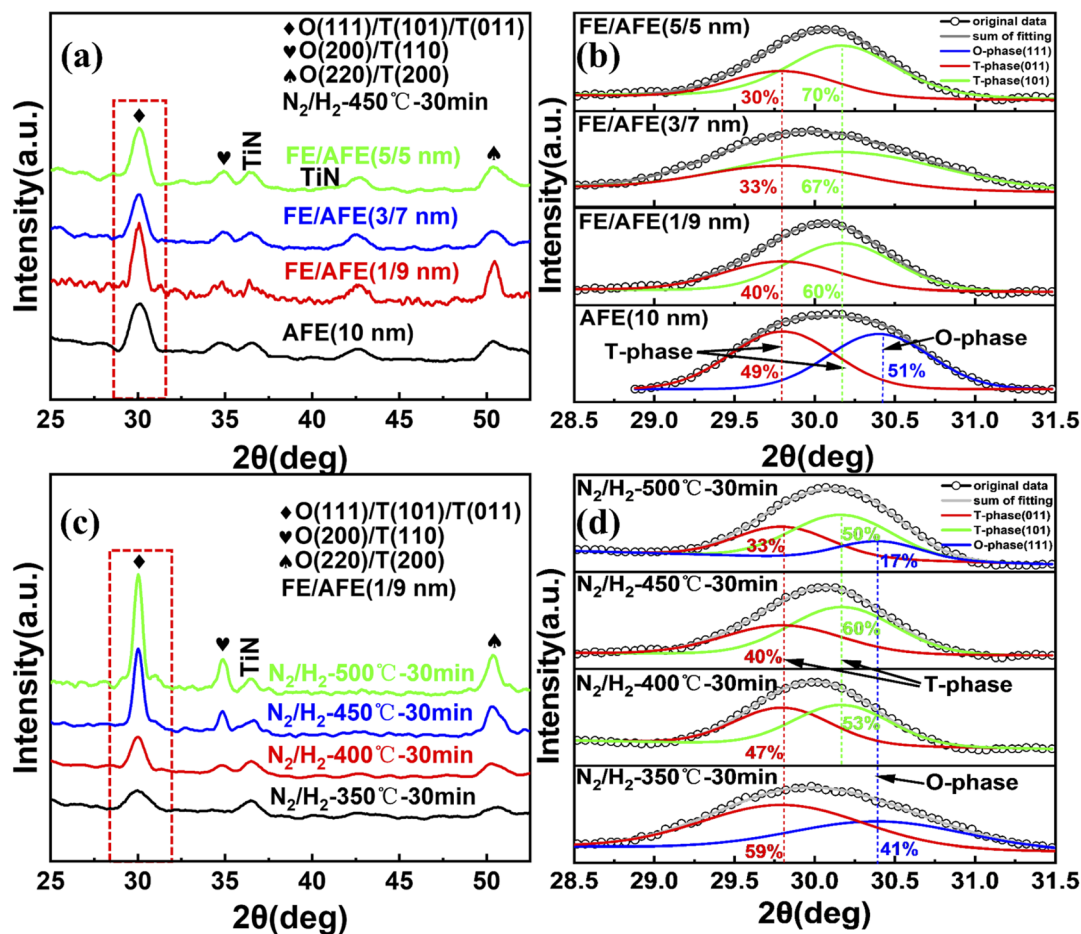 (a)
♦ O(111)/T(101)/T(011)
♥ O(200)/T(110)
♠ O(220)/T(200)
N₂/H₂-450℃-30min
♦
♥
TiN
TiN
♠
FE/AFE(5/5 nm)
FE/AFE(3/7 nm)
FE/AFE(1/9 nm)
AFE(10 nm)
Intensity(a.u.)
25 30 35 40 45 50
2θ(deg)
(b)
FE/AFE(5/5 nm)
original data
sum of fitting
O-phase(111)
T-phase(011)
T-phase(101)
30% 70%
FE/AFE(3/7 nm)
33% 67%
FE/AFE(1/9 nm)
40% 60%
AFE(10 nm)
T-phase
O-phase
49% 51%
Intensity(a.u.)
28.5 29.0 29.5 30.0 30.5 31.0 31.5
2θ(deg)
(c)
♦ O(111)/T(101)/T(011)
♥ O(200)/T(110)
♠ O(220)/T(200)
FE/AFE(1/9 nm)
♦
♥
TiN
♠
N₂/H₂-500℃-30min
N₂/H₂-450℃-30min
N₂/H₂-400℃-30min
N₂/H₂-350℃-30min
Intensity(a.u.)
25 30 35 40 45 50
2θ(deg)
(d)
N₂/H₂-500℃-30min
original data
sum of fitting
T-phase(011)
T-phase(101)
O-phase(111)
33% 50% 17%
N₂/H₂-450℃-30min
40% 60%
T-phase
N₂/H₂-400℃-30min
47% 53%
N₂/H₂-350℃-30min
O-phase
59% 41%
Intensity(a.u.)
28.5 29.0 29.5 30.0 30.5 31.0 31.5
2θ(deg)